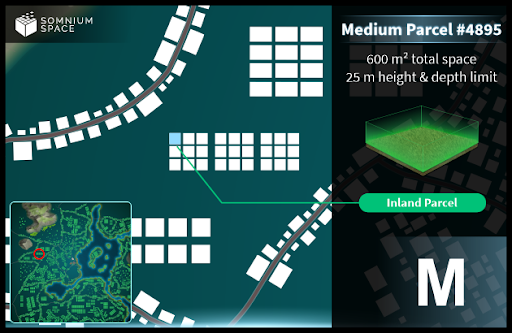 SOMNIUM
SPACE
Medium Parcel #4895
600 m² total space
25 m height & depth limit
Inland Parcel
M